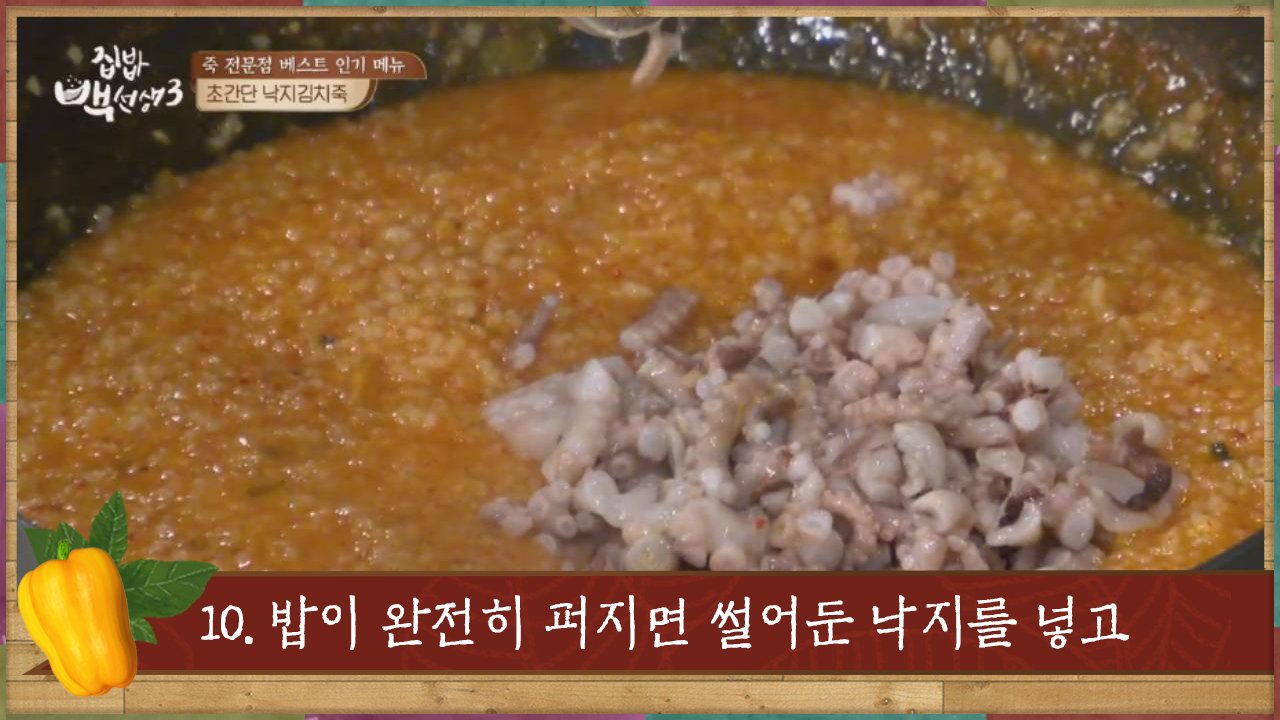 집밥
백선생3
죽 전문점 베스트 인기 메뉴
초간단 낙지김치죽
10. 밥이 완전히 퍼지면 썰어둔 낙지를 넣고